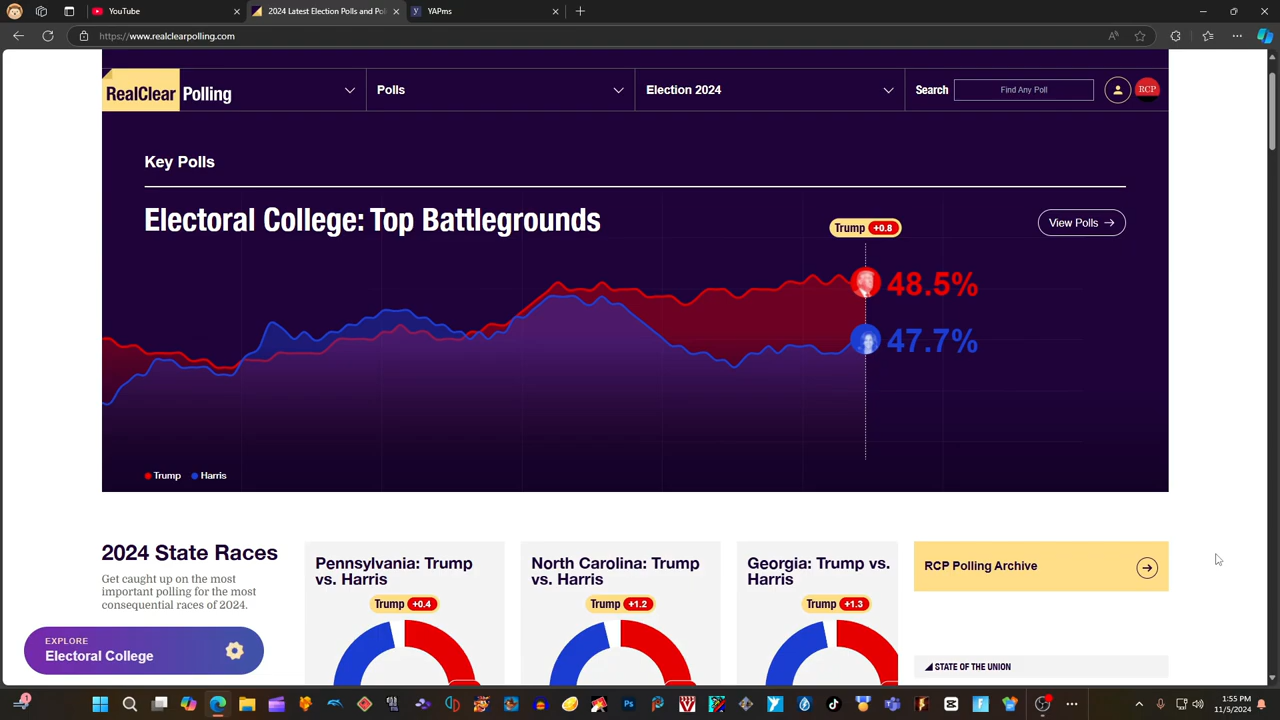 YouTube
2024 Latest Election Polls and Pol
YAPms
https://www.realclearpolling.com
RealClear Polling
Polls
Election 2024
Search
Find Any Poll
RCP
Key Polls
Electoral College: Top Battlegrounds
Trump +0.8
View Polls
48.5%
47.7%
Trump
Harris
2024 State Races
Get caught up on the most
important polling for the most
consequential races of 2024.
EXPLORE
Electoral College
Pennsylvania: Trump
vs. Harris
Trump +0.4
North Carolina: Trump
vs. Harris
Trump +1.2
Georgia: Trump vs.
Harris
Trump +1.3
RCP Polling Archive
STATE OF THE UNION
1:55 PM
11/5/2024